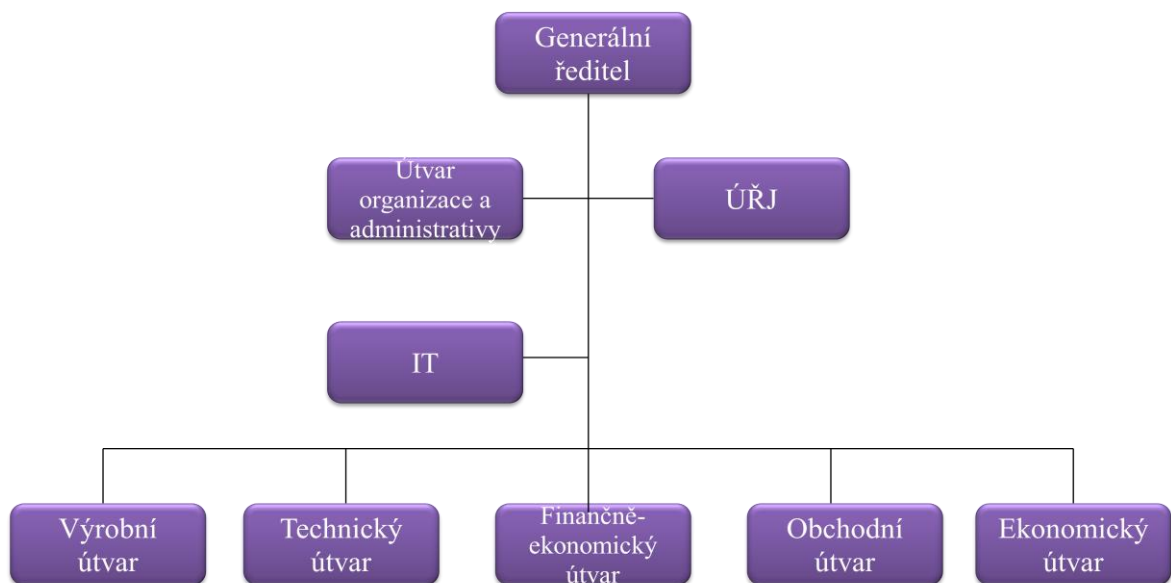 Generální
ředitel
Útvar
organizace a
administrativy
ÚŘJ
IT
Výrobní
útvar
Technický
útvar
Finančně-
ekonomický
útvar
Obchodní
útvar
Ekonomický
útvar